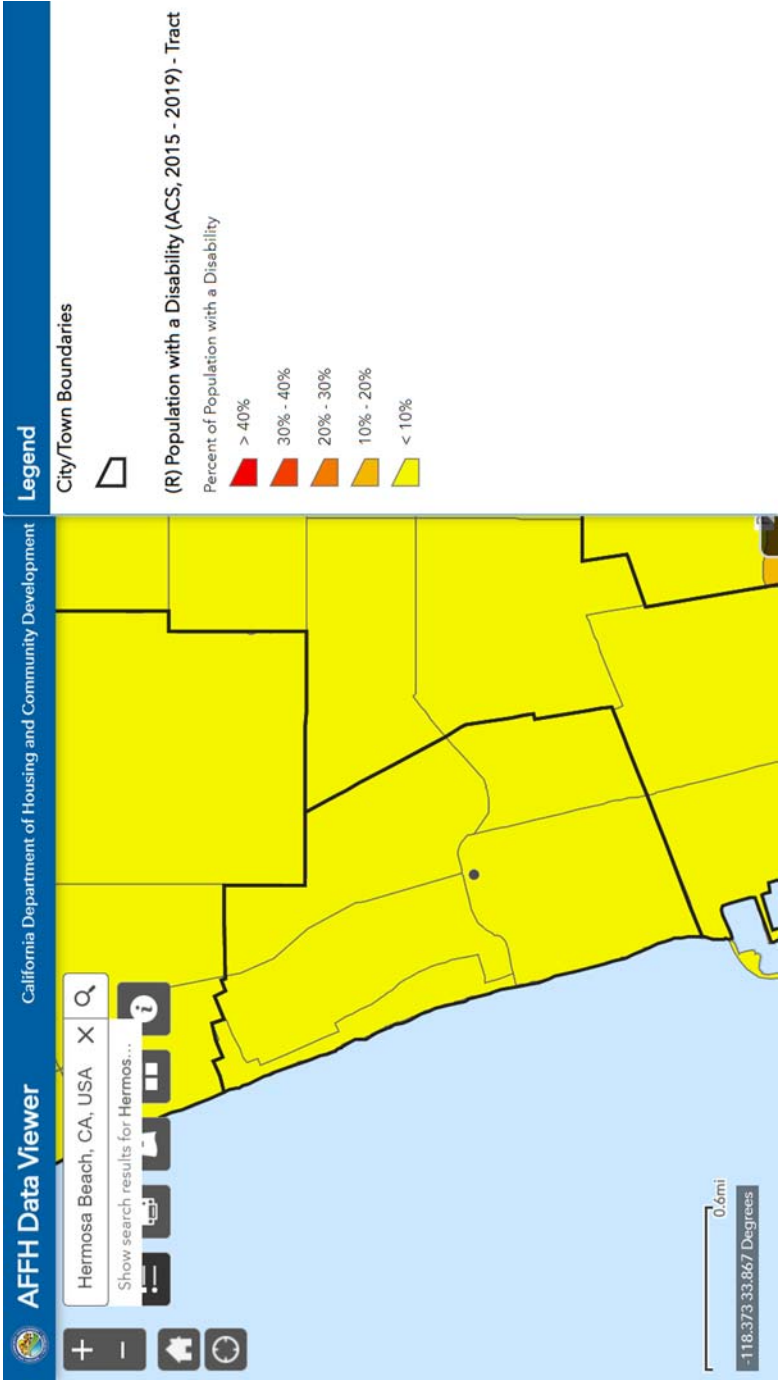 AFFH Data Viewer
California Department of Housing and Community Development
Hermosa Beach, CA, USA
Show search results for Hermos...
0.6mi
-118.373 33.867 Degrees
Legend
City/Town Boundaries
(R) Population with a Disability (ACS, 2015 - 2019) - Tract
Percent of Population with a Disability
> 40%
30% - 40%
20% - 30%
10% - 20%
< 10%